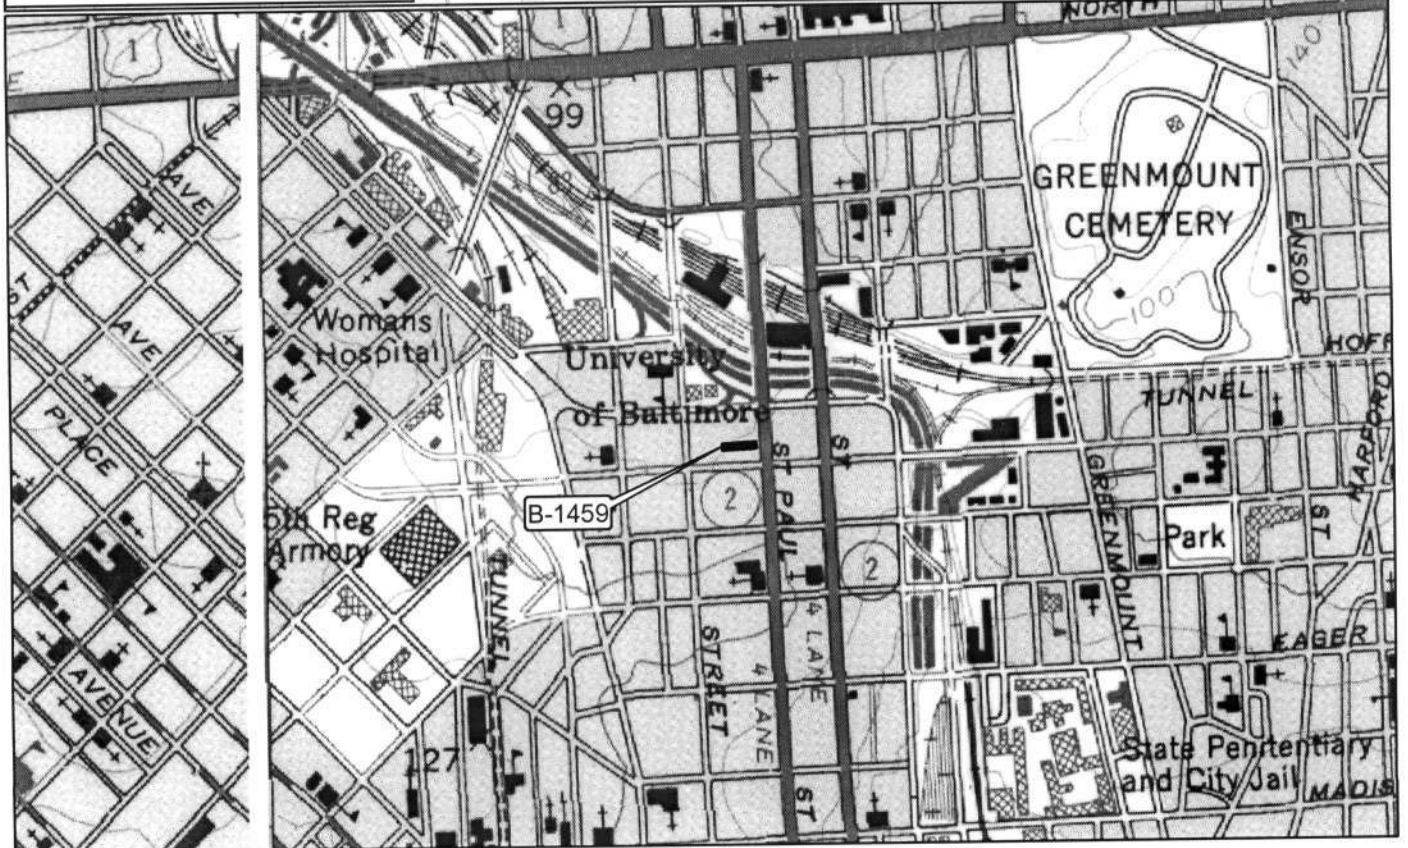 NORTH
1
1
140
E
99
AVE
GREENMOUNT
CEMETERY
ENSOR
ST
Womans
Hospital
100
AVE
University
HOFF
of Baltimore
TUNNEL
HARFORD
PLACE
ST
ST PAUL
2
GREENMOUNT
B-1459
5th Reg
Armory
Park
ST
2
TUNNEL
4 LANE
STREET
EAGER
4 LANE
AVENUE
127
State Penitentiary
and City Jail
MADIS
ST